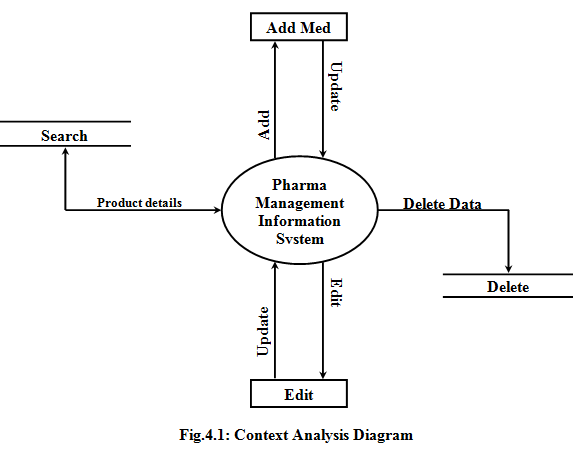 Add Med
Update
Add
Search
Pharma
Management
Information
System
Product details
Delete Data
Delete
Edit
Update
Edit
Fig.4.1: Context Analysis Diagram